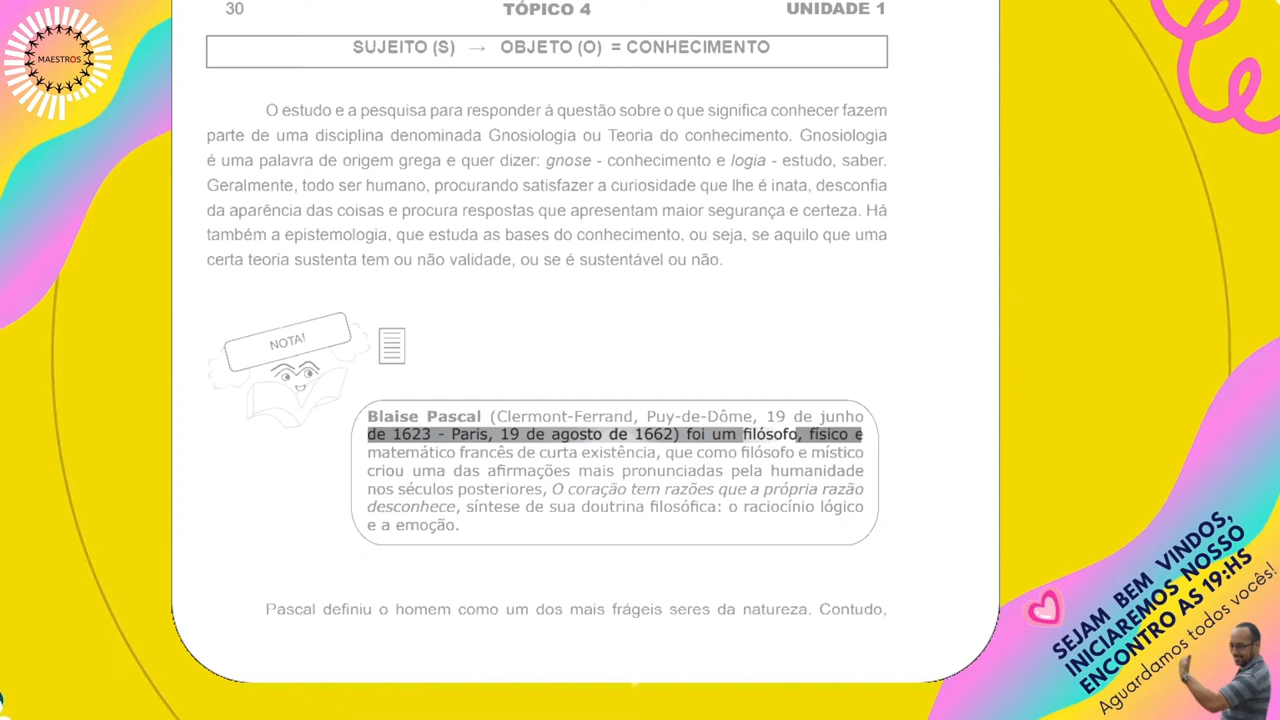 MAESTROS
30 TÓPICO 4 UNIDADE 1
SUJEITO (S) → OBJETO (O) = CONHECIMENTO
O estudo e a pesquisa para responder à questão sobre o que significa conhecer fazem
parte de uma disciplina denominada Gnosiologia ou Teoria do conhecimento. Gnosiologia
é uma palavra de origem grega e quer dizer: gnose - conhecimento e logia - estudo, saber.
Geralmente, todo ser humano, procurando satisfazer a curiosidade que lhe é inata, desconfia
da aparência das coisas e procura respostas que apresentam maior segurança e certeza. Há
também a epistemologia, que estuda as bases do conhecimento, ou seja, se aquilo que uma
certa teoria sustenta tem ou não validade, ou se é sustentável ou não.
NOTA!
Blaise Pascal (Clermont-Ferrand, Puy-de-Dôme, 19 de junho
de 1623 - Paris, 19 de agosto de 1662) foi um filósofo, físico e
matemático francês de curta existência, que como filósofo e místico
criou uma das afirmações mais pronunciadas pela humanidade
nos séculos posteriores, O coração tem razões que a própria razão
desconhece, síntese de sua doutrina filosófica: o raciocínio lógico
e a emoção.
Pascal definiu o homem como um dos mais frágeis seres da natureza. Contudo,
SEJAM BEM VINDOS,
INICIAREMOS NOSSO
ENCONTRO AS 19:HS
Aguardamos todos vocês!